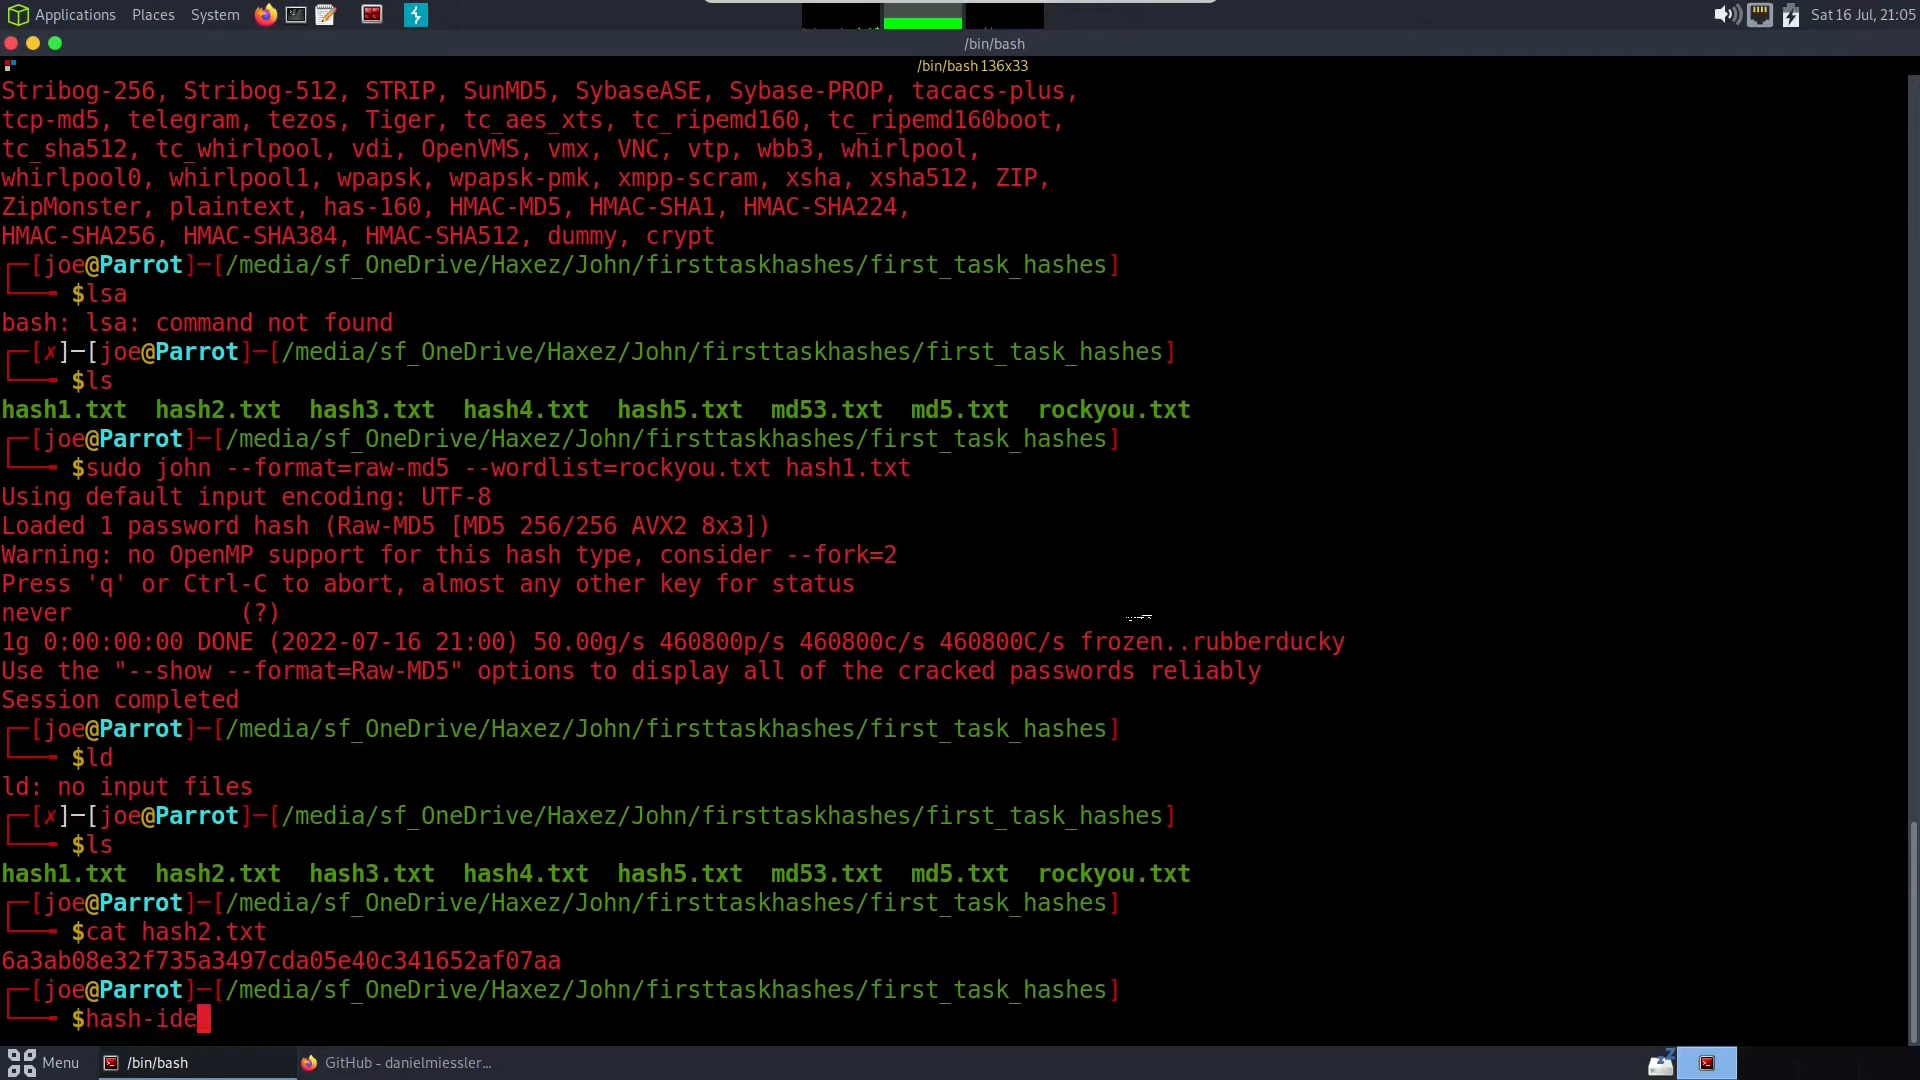 Applications Places System Sat 16 Jul, 21:05
/bin/bash
/bin/bash 136x33
Stribog-256, Stribog-512, STRIP, SunMD5, SybaseASE, Sybase-PROP, tacacs-plus,
tcp-md5, telegram, tezos, Tiger, tc_aes_xts, tc_ripemd160, tc_ripemd160boot,
tc_sha512, tc_whirlpool, vdi, OpenVMS, vmx, VNC, vtp, wbb3, whirlpool,
whirlpool0, whirlpool1, wpapsk, wpapsk-pmk, xmpp-scram, xsha, xsha512, ZIP,
ZipMonster, plaintext, has-160, HMAC-MD5, HMAC-SHA1, HMAC-SHA224,
HMAC-SHA256, HMAC-SHA384, HMAC-SHA512, dummy, crypt
┌─[joe@Parrot]─[/media/sf_OneDrive/Haxez/John/firsttaskhashes/first_task_hashes]
└──╼ $lsa
bash: lsa: command not found
┌─[✗]─[joe@Parrot]─[/media/sf_OneDrive/Haxez/John/firsttaskhashes/first_task_hashes]
└──╼ $ls
hash1.txt hash2.txt hash3.txt hash4.txt hash5.txt md53.txt md5.txt rockyou.txt
┌─[joe@Parrot]─[/media/sf_OneDrive/Haxez/John/firsttaskhashes/first_task_hashes]
└──╼ $sudo john --format=raw-md5 --wordlist=rockyou.txt hash1.txt
Using default input encoding: UTF-8
Loaded 1 password hash (Raw-MD5 [MD5 256/256 AVX2 8x3])
Warning: no OpenMP support for this hash type, consider --fork=2
Press 'q' or Ctrl-C to abort, almost any other key for status
never (?)
1g 0:00:00:00 DONE (2022-07-16 21:00) 50.00g/s 460800p/s 460800c/s 460800C/s frozen..rubberducky
Use the "--show --format=Raw-MD5" options to display all of the cracked passwords reliably
Session completed
┌─[joe@Parrot]─[/media/sf_OneDrive/Haxez/John/firsttaskhashes/first_task_hashes]
└──╼ $ld
ld: no input files
┌─[✗]─[joe@Parrot]─[/media/sf_OneDrive/Haxez/John/firsttaskhashes/first_task_hashes]
└──╼ $ls
hash1.txt hash2.txt hash3.txt hash4.txt hash5.txt md53.txt md5.txt rockyou.txt
┌─[joe@Parrot]─[/media/sf_OneDrive/Haxez/John/firsttaskhashes/first_task_hashes]
└──╼ $cat hash2.txt
6a3ab08e32f735a3497cda05e40c341652af07aa
┌─[joe@Parrot]─[/media/sf_OneDrive/Haxez/John/firsttaskhashes/first_task_hashes]
└──╼ $hash-ide
Menu /bin/bash GitHub - danielmiessler...